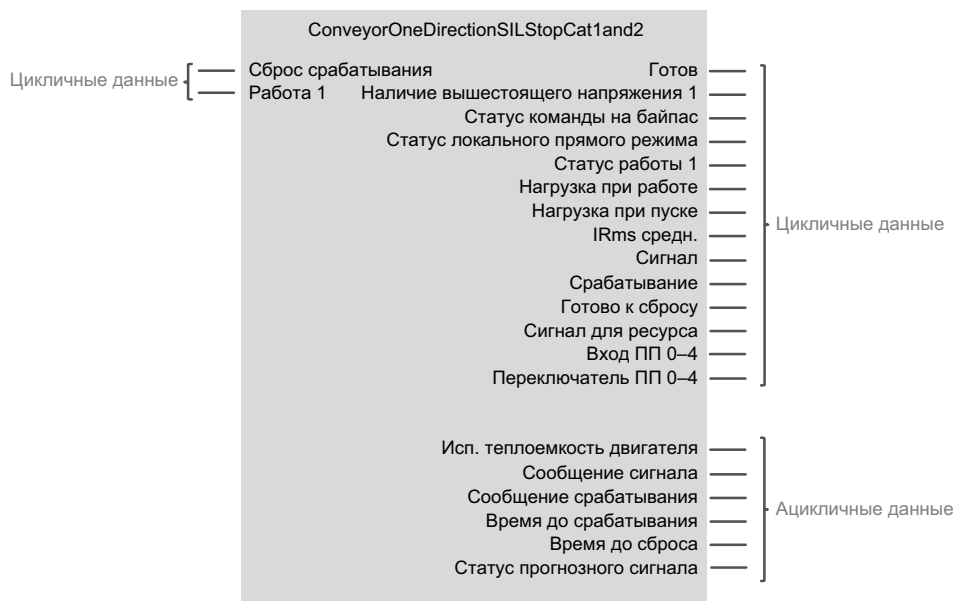 ConveyorOneDirectionSILStopCat1and2
Цикличные данные
Сброс срабатывания Готов
Работа 1 Наличие вышестоящего напряжения 1
Статус команды на байпас
Статус локального прямого режима
Статус работы 1
Нагрузка при работе
Нагрузка при пуске
Цикличные данные
IRms средн.
Сигнал
Срабатывание
Готово к сбросу
Сигнал для ресурса
Вход ПП 0–4
Переключатель ПП 0–4
Исп. теплоемкость двигателя
Сообщение сигнала
Сообщение срабатывания
Ацикличные данные
Время до срабатывания
Время до сброса
Статус прогнозного сигнала